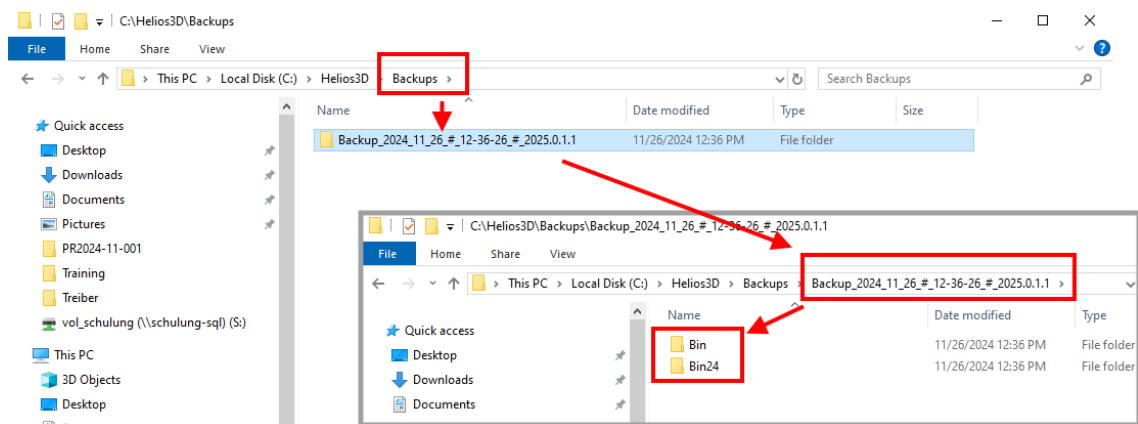 C:\Helios3D\Backups
File Home Share View
This PC > Local Disk (C:) > Helios3D > Backups >
Search Backups
Name Date modified Type Size
Quick access
Backup_2024_11_26_#_12-36-26_#_2025.0.1.1 11/26/2024 12:36 PM File folder
Desktop
Downloads
Documents
Pictures
PR2024-11-001
Training
Treiber
vol_schulung (\\schulung-sql) (S:)
This PC
3D Objects
Desktop
C:\Helios3D\Backups\Backup_2024_11_26_#_12-36-26_#_2025.0.1.1
File Home Share View
This PC > Local Disk (C:) > Helios3D > Backups > Backup_2024_11_26_#_12-36-26_#_2025.0.1.1 >
Name Date modified Type
Quick access
Bin 11/26/2024 12:36 PM File folder
Desktop
Bin24 11/26/2024 12:36 PM File folder
Downloads
Documents